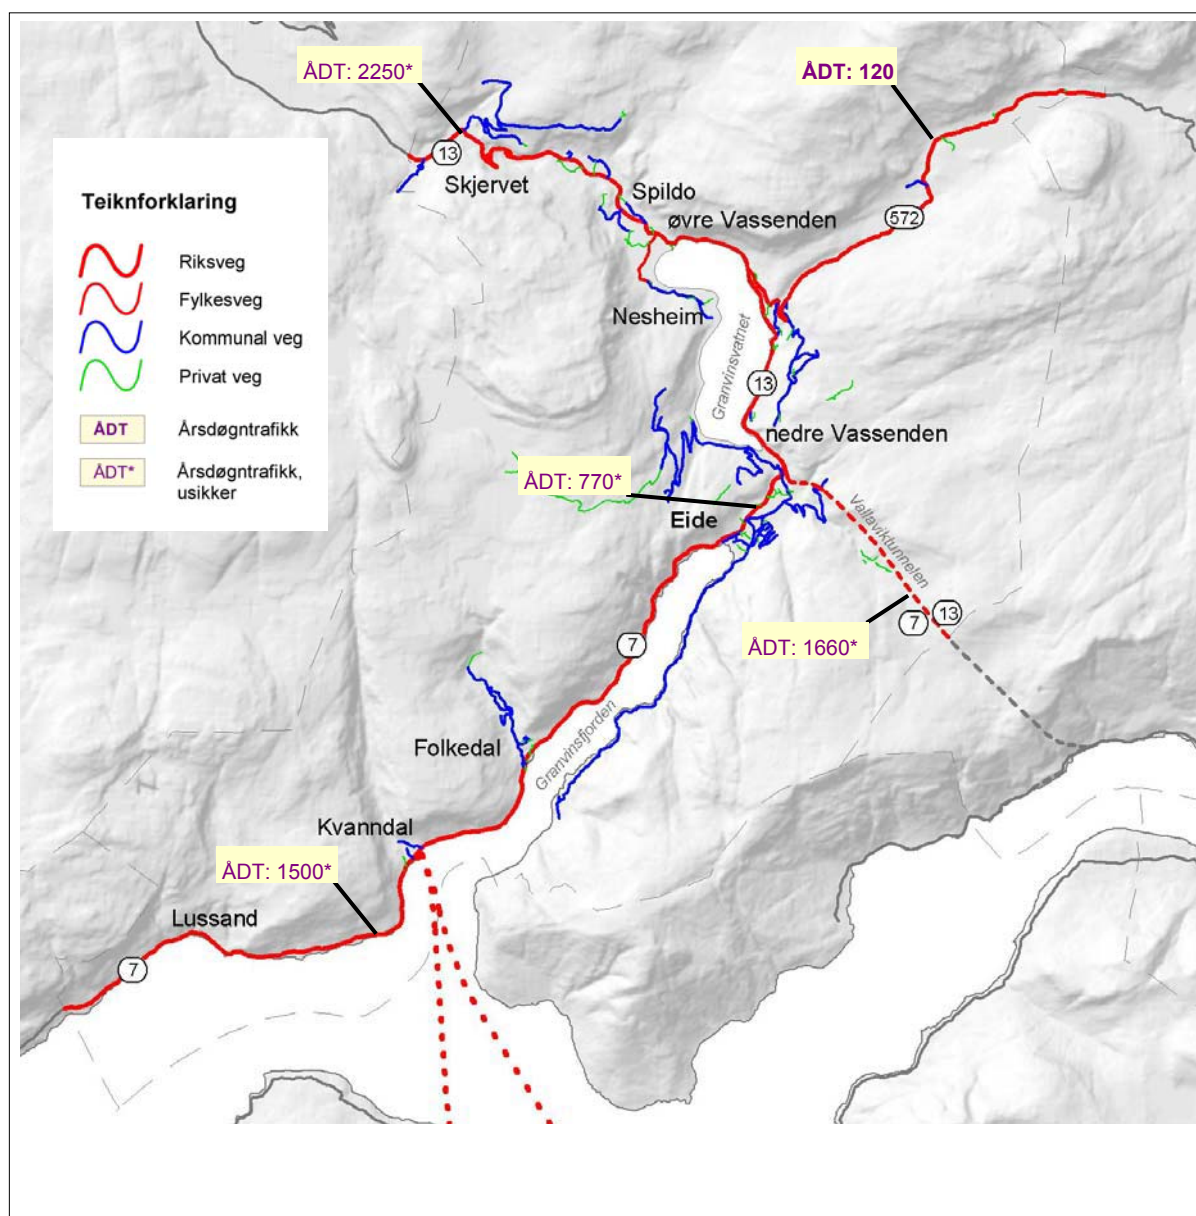 ÅDT: 2250*
ÅDT: 120
13
Skjervet
Teiknforklaring
Riksveg
Fylkesveg
Kommunal veg
Privat veg
ÅDT Årsdøgntrafikk
ÅDT* Årsdøgntrafikk,
usikker
Spildo
øvre Vassenden
572
Nesheim
Granvinsvatnet
13
nedre Vassenden
ÅDT: 770*
Eide
Vallaviktunnelen
7
13
ÅDT: 1660*
7
Granvinsfjorden
Folkedal
Kvanndal
ÅDT: 1500*
Lussand
7